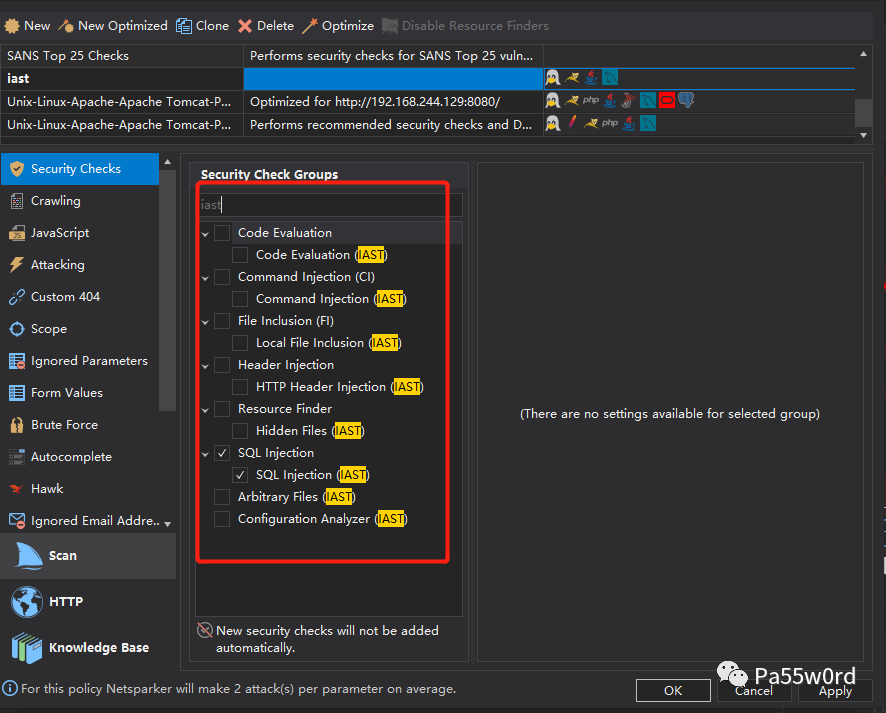 New New Optimized Clone Delete Optimize Disable Resource Finders
SANS Top 25 Checks Performs security checks for SANS Top 25 vuln...
iast
Unix-Linux-Apache-Apache Tomcat-P... Optimized for http://192.168.244.129:8080/ php
Unix-Linux-Apache-Apache Tomcat-P... Performs recommended security checks and D... php
Security Checks
Crawling
JavaScript
Attacking
Custom 404
Scope
Ignored Parameters
Form Values
Brute Force
Autocomplete
Hawk
Ignored Email Addre..
Scan
HTTP
Knowledge Base
Security Check Groups
iast
Code Evaluation
Code Evaluation (IAST)
Command Injection (CI)
Command Injection (IAST)
File Inclusion (FI)
Local File Inclusion (IAST)
Header Injection
HTTP Header Injection (IAST)
Resource Finder
Hidden Files (IAST)
SQL Injection
SQL Injection (IAST)
Arbitrary Files (IAST)
Configuration Analyzer (IAST)
New security checks will not be added
automatically.
(There are no settings available for selected group)
For this policy Netsparker will make 2 attack(s) per parameter on average.
OK Cancel Apply
Pa55w0rd